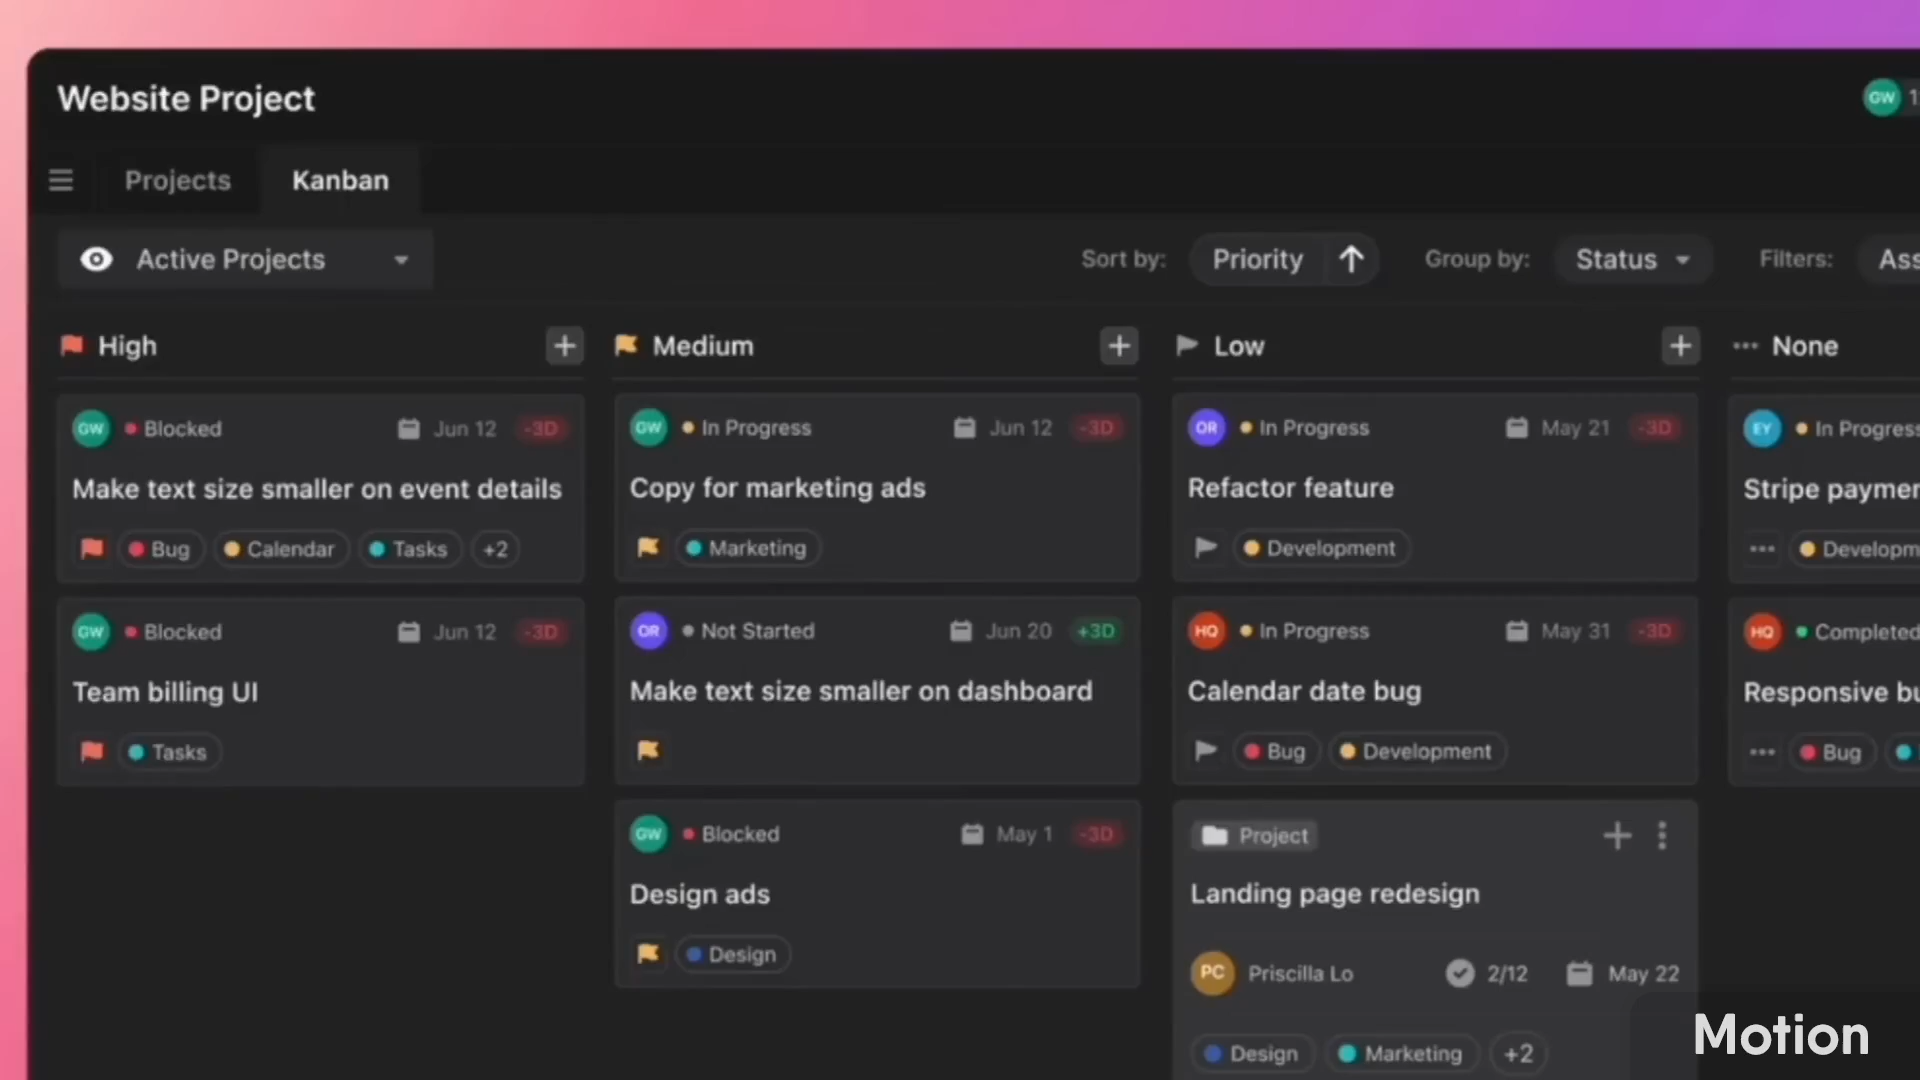 Website Project
GW
Projects
Kanban
Active Projects
Sort by:
Priority
Group by:
Status
Filters:
High
GW
Blocked
Jun 12
-3D
Make text size smaller on event details
Bug
Calendar
Tasks
+2
GW
Blocked
Jun 12
-3D
Team billing UI
Tasks
Medium
GW
In Progress
Jun 12
-3D
Copy for marketing ads
Marketing
OR
Not Started
Jun 20
+3D
Make text size smaller on dashboard
GW
Blocked
May 1
-3D
Design ads
Design
Low
OR
In Progress
May 21
-3D
Refactor feature
Development
HQ
In Progress
May 31
-3D
Calendar date bug
Bug
Development
Project
Landing page redesign
PC
Priscilla Lo
2/12
May 22
Design
Marketing
+2
None
EY
In Progress
Stripe
HQ
Completed
Responsive
Bug
Motion